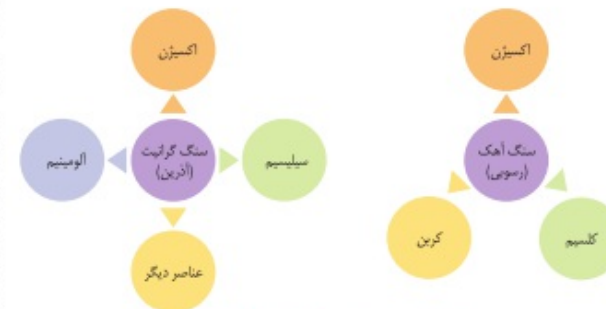 اکسیژن
سنگ آهک
(رسوبی)
کلسیم
کربن
اکسیژن
سنگ گرانیت
(آذرین)
سیلیسیم
آلومینیم
عناصر دیگر